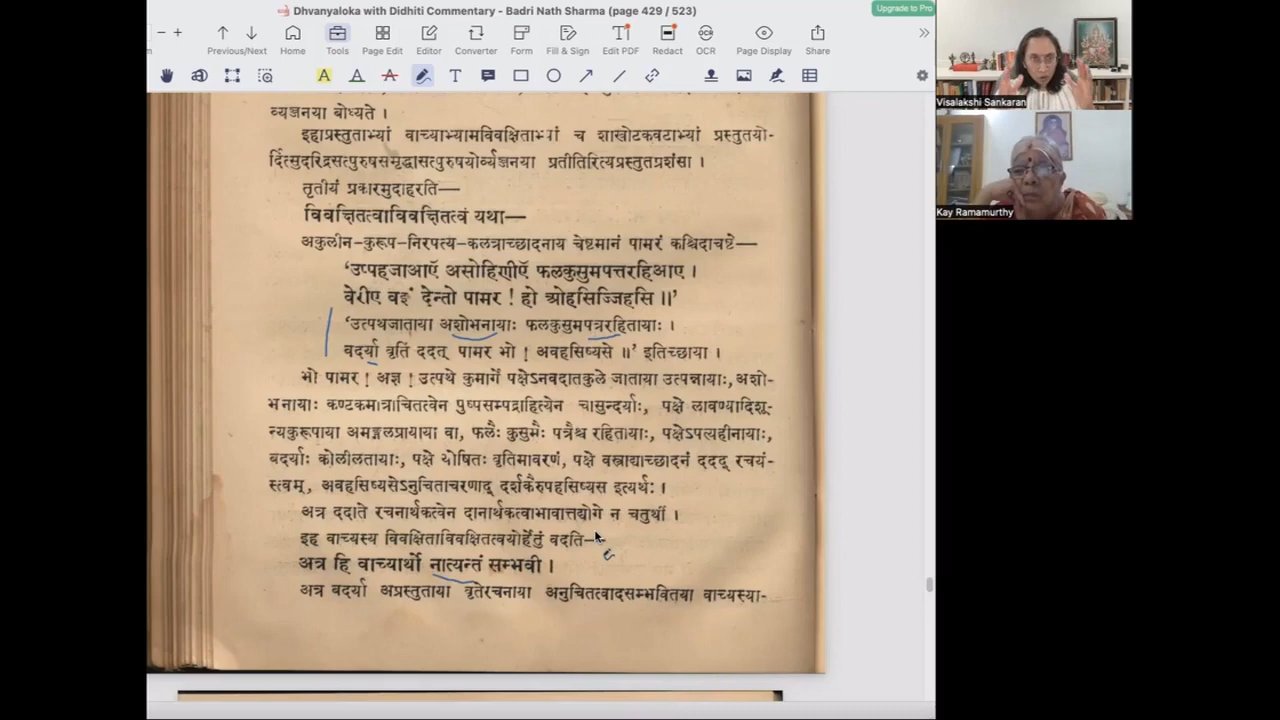 Dhvanyaloka with Didhiti Commentary - Badri Nath Sharma (page 429 / 523)
Upgrade to Pro
Previous/Next Home Tools Page Edit Editor Converter Form Fill & Sign Edit PDF Redact OCR Page Display Share
व्यञ्जनया बोध्यते ।
इहाप्रस्तुताभ्यां वाच्याभ्यामविवक्षिताभ्यां च शाखोटकवटाभ्यां प्रस्तुतयो-
र्दित्सुदरिद्रसत्पुरुषसमृद्धासत्पुरुषयोर्व्यञ्जनया प्रतीतिरित्यप्रस्तुतप्रशंसा ।
तृतीयं प्रकारमुदाहरति—
विवक्षितत्वाविवक्षितत्वं यथा—
अकुलीन-कुरूप-निरपत्य-कलत्राच्छादनाय चेष्टमानं पामरं कश्चिदाचष्टे—
'उप्पहजाआऍ असोहिणीऍ फलकुसुमपत्तरहिआए ।
वेरीए वइं देन्तो पामर ! हो ओहसिज्जिहसि ॥'
'उत्पथजाताया अशोभनायाः फलकुसुमपत्ररहितायाः ।
बदर्या वृतिं ददत् पामर भो ! अवहसिष्यसे ॥' इतिच्छाया ।
भो पामर ! अज्ञ ! उत्पथे कुमार्गे पक्षेऽनवदातकुले जाताया उत्पन्नायाः, अशो-
भनायाः कण्टकमात्राचितत्वेन पुष्पसम्पद्राहित्येन चासुन्दर्याः, पक्षे लावण्यादिशू-
न्यकुरूपाया अमङ्गलप्रायाया वा, फलैः कुसुमैः पत्रैश्च रहितायाः, पक्षेऽपत्यहीनायाः,
बदर्याः कोलीलतायाः, पक्षे योषितः वृतिमावरणं, पक्षे वस्त्राद्याच्छादनं ददद् रचयं-
स्त्वम्, अवहसिष्यसेऽनुचिताचरणाद् दर्शकैरुपहसिष्यस इत्यर्थः ।
अत्र ददाते रचनार्थकत्वेन दानार्थकत्वाभावात्तद्योगे न चतुर्थी ।
इह वाच्यस्य विवक्षिताविवक्षितत्वयोर्हेतुं वदति—
अत्र हि वाच्यार्थो नात्यन्तं सम्भवी ।
अत्र बदर्या अप्रस्तुताया वृतेरचनाया अनुचितत्वादसम्भवितया वाच्यस्या-
Visalakshi Sankaran
Kay Ramamurthy